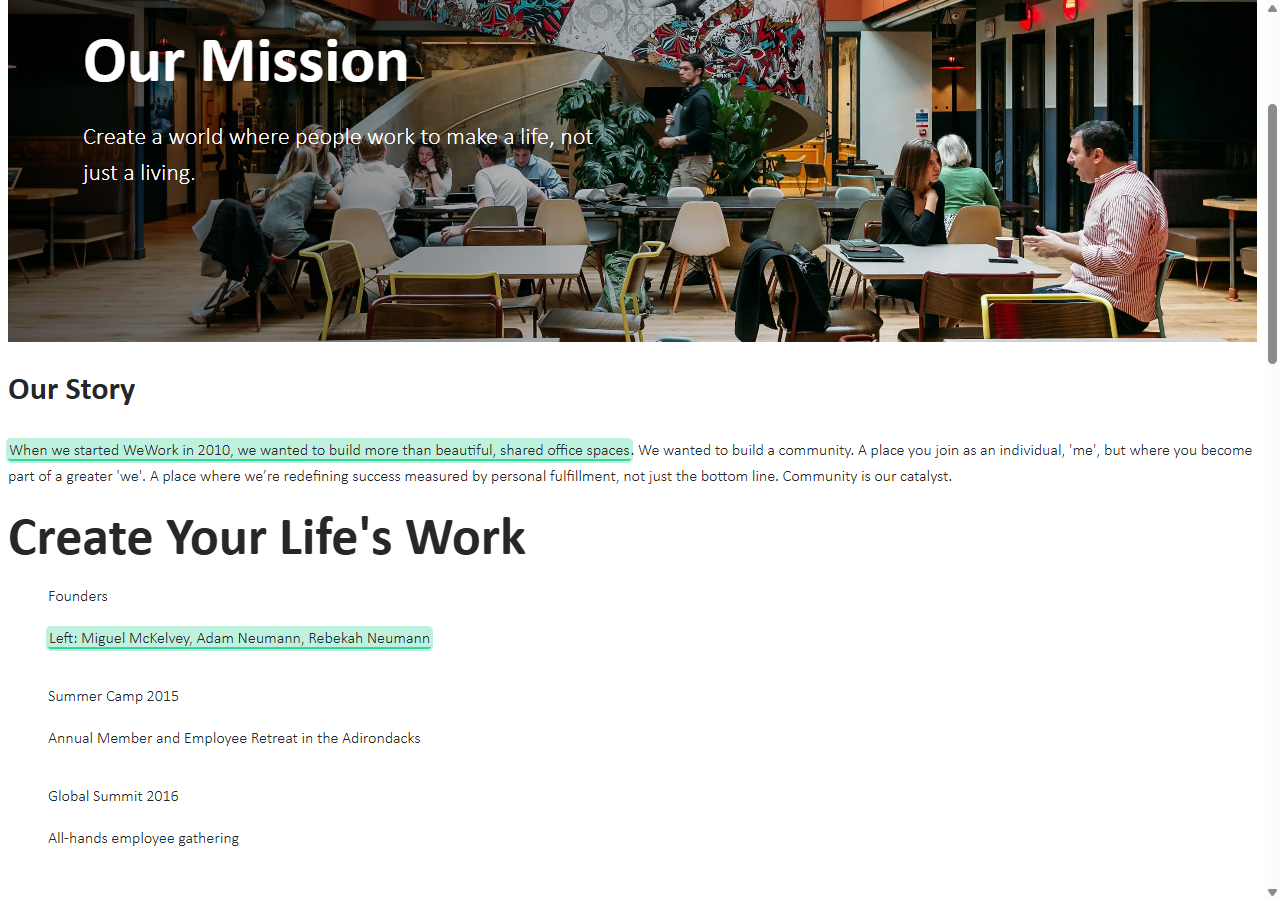 Our Mission
Create a world where people work to make a life, not
just a living.
Our Story
When we started WeWork in 2010, we wanted to build more than beautiful, shared office spaces. We wanted to build a community. A place you join as an individual, 'me', but where you become
part of a greater 'we'. A place where we’re redefining success measured by personal fulfillment, not just the bottom line. Community is our catalyst.
Create Your Life's Work
Founders
Left: Miguel McKelvey, Adam Neumann, Rebekah Neumann
Summer Camp 2015
Annual Member and Employee Retreat in the Adirondacks
Global Summit 2016
All-hands employee gathering